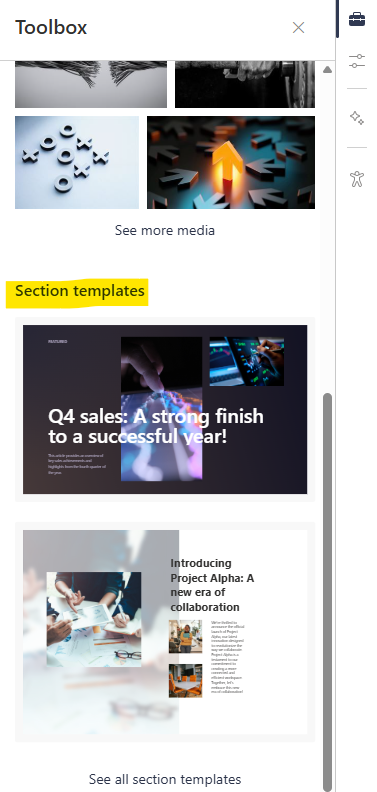 Toolbox
See more media
Section templates
FEATURED
Q4 sales: A strong finish
to a successful year!
This article provides an overview of
key sales achievements and
highlights from the fourth quarter of
the year.
Introducing
Project Alpha: A
new era of
collaboration
We're thrilled to
announce the official
launch of Project
Alpha, our latest
innovation designed
to revolutionize the
way we collaborate.
Project Alpha is a
testament to our
commitment to
creating a more
connected and
efficient workspace.
Together, let's
embrace this new
era of collaboration!
See all section templates